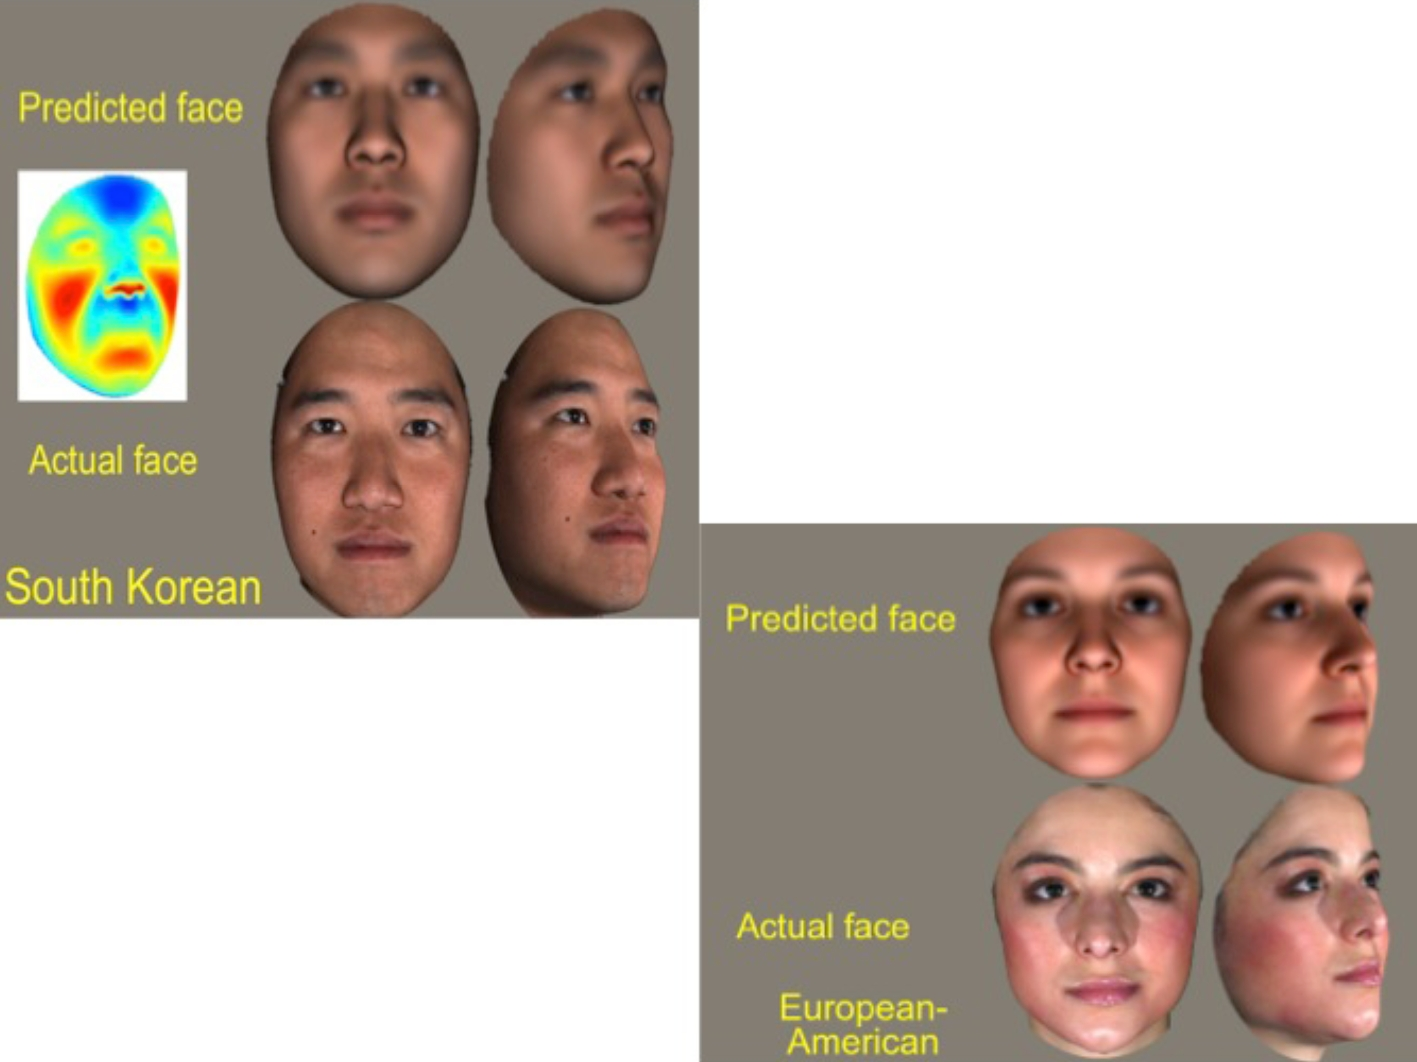 Predicted face
Actual face
South Korean
Predicted face
Actual face
European-
American